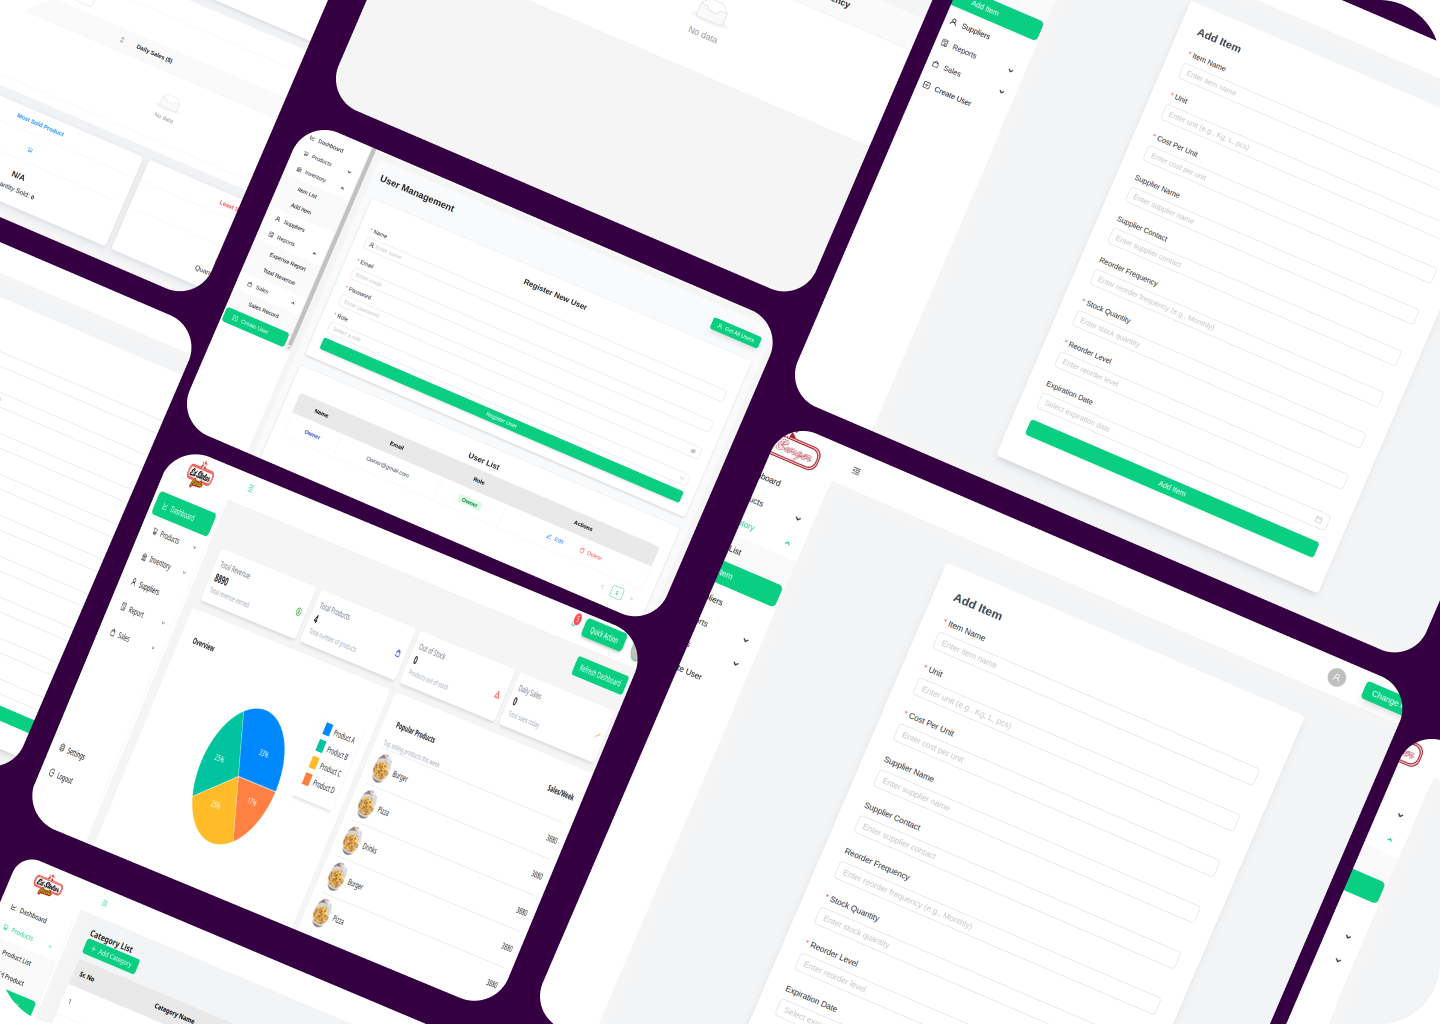 Daily Sales ($)
No data
Most Sold Product
N/A
antity Sold: 0
Least S
Quan
ncy
No data
Add Item
Suppliers
Reports
Sales
Create User
Add Item
* Item Name
Enter item name
* Unit
Enter unit (e.g., Kg, L, pcs)
* Cost Per Unit
Enter cost per unit
Supplier Name
Enter supplier name
Supplier Contact
Enter supplier contact
Reorder Frequency
Enter reorder frequency (e.g., Monthly)
* Stock Quantity
Enter stock quantity
* Reorder Level
Enter reorder level
Expiration Date
Select expiration date
Add Item
Dashboard
Products
Inventory
Item List
Add Item
Suppliers
Reports
Expense Report
Total Revenue
Sales
Sales Record
Create User
User Management
Register New User
Get All Users
* Name
Enter name
* Email
Enter email
* Password
Enter password
* Role
Select a role
Register User
User List
Name
Email
Role
Actions
Owner
Owner@gmail.com
Owner
Edit
Delete
1
Dashboard
Products
Inventory
Suppliers
Report
Sales
Settings
Logout
Quick Action
Refresh Dashboard
Total Revenue
8890
Total revenue earned
Total Products
4
Total number of products
Out of Stock
0
Products out of stock
Daily Sales
0
Total sales today
Overview
33%
25%
25%
17%
Product A
Product B
Product C
Product D
Popular Products
Top selling products this week
Sales/Week
Burger
3890
Pizza
3890
Drinks
3890
Burger
3890
Pizza
3890
Dashboard
Products
Product List
d Product
Category List
+ Add Category
Sr. No
Category Name
1
Burger
board
ucts
tory
List
Item
liers
rts
s
te User
Change
Add Item
* Item Name
Enter item name
* Unit
Enter unit (e.g., Kg, L, pcs)
* Cost Per Unit
Enter cost per unit
Supplier Name
Enter supplier name
Supplier Contact
Enter supplier contact
Reorder Frequency
Enter reorder frequency (e.g., Monthly)
* Stock Quantity
Enter stock quantity
* Reorder Level
Enter reorder level
Expiration Date
Select expi